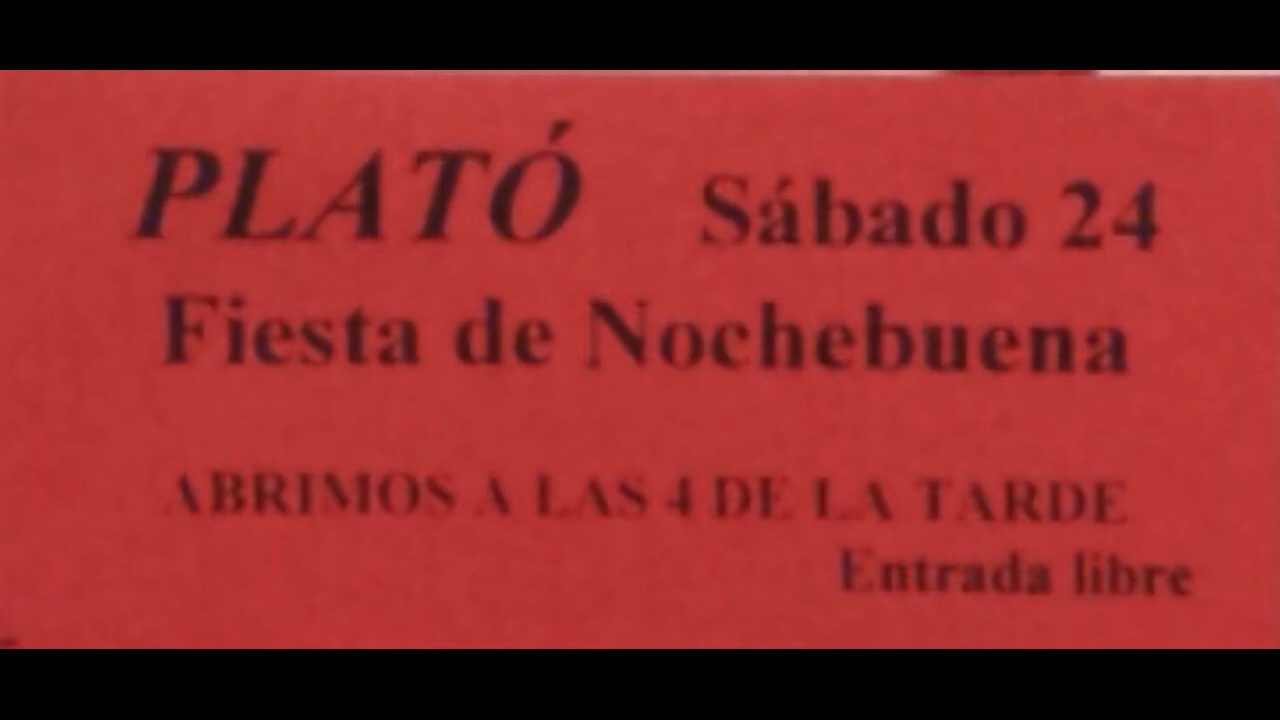 PLATÓ Sábado 24
Fiesta de Nochebuena
ABRIMOS A LAS 4 DE LA TARDE
Entrada libre